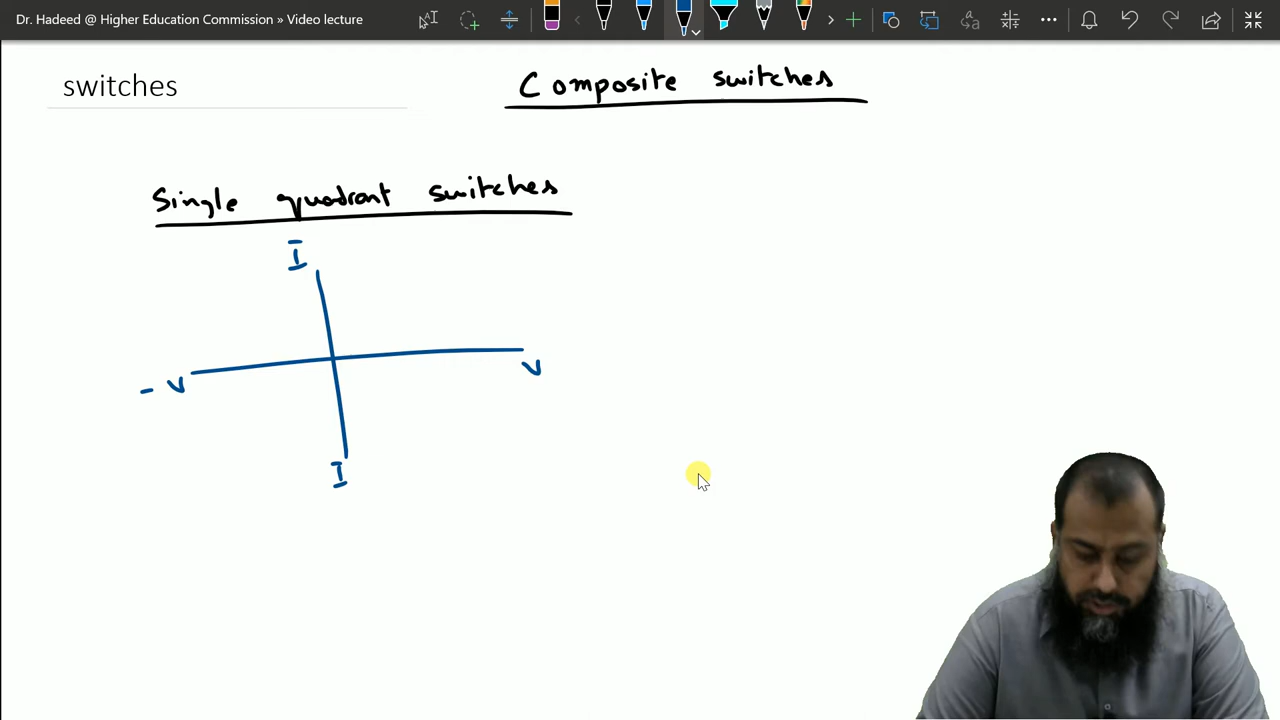 Dr. Hadeed @ Higher Education Commission » Video lecture
switches
Composite switches
Single quadrant switches
I
- v
v
I